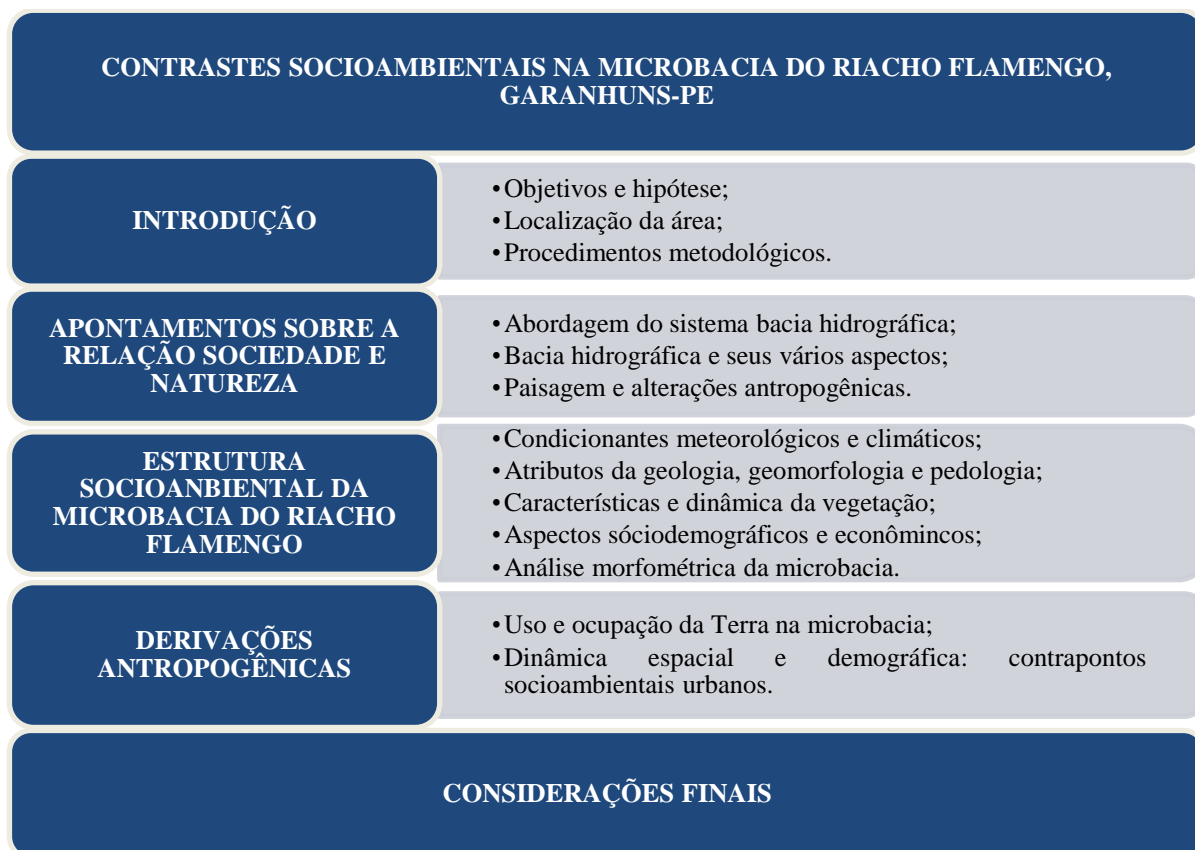 CONTRASTES SOCIOAMBIENTAIS NA MICROBACIA DO RIACHO FLAMENGO,
GARANHUNS-PE
INTRODUÇÃO
•Objetivos e hipótese;
•Localização da área;
•Procedimentos metodológicos.
APONTAMENTOS SOBRE A
RELAÇÃO SOCIEDADE E
NATUREZA
•Abordagem do sistema bacia hidrográfica;
•Bacia hidrográfica e seus vários aspectos;
•Paisagem e alterações antropogênicas.
ESTRUTURA
SOCIOANBIENTAL DA
MICROBACIA DO RIACHO
FLAMENGO
•Condicionantes meteorológicos e climáticos;
•Atributos da geologia, geomorfologia e pedologia;
•Características e dinâmica da vegetação;
•Aspectos sóciodemográficos e econômincos;
•Análise morfométrica da microbacia.
DERIVAÇÕES
ANTROPOGÊNICAS
•Uso e ocupação da Terra na microbacia;
•Dinâmica espacial e demográfica: contrapontos
socioambientais urbanos.
CONSIDERAÇÕES FINAIS